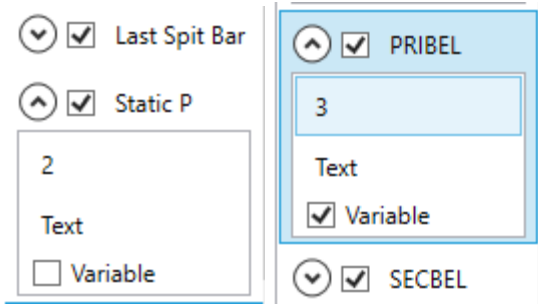 Last Spit Bar
Static P
2
Text
Variable
PRIBEL
3
Text
Variable
SECBEL